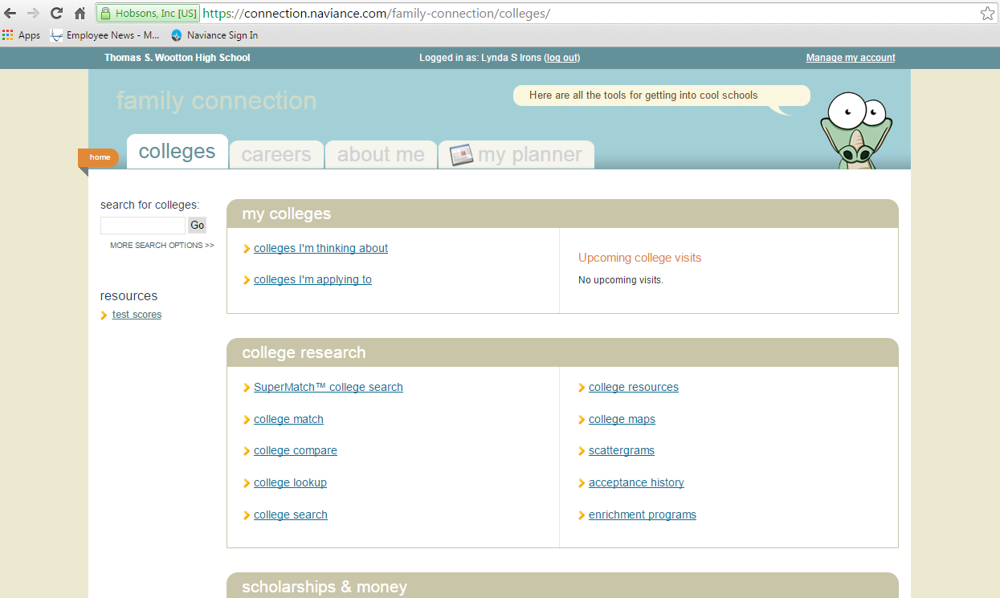 Hobsons, Inc [US] https://connection.naviance.com/family-connection/colleges/
Apps Employee News - M... Naviance Sign In
Thomas S. Wootton High School Logged in as: Lynda S Irons (log out) Manage my account
family connection
Here are all the tools for getting into cool schools
home
colleges careers about me my planner
search for colleges:
Go
MORE SEARCH OPTIONS >>
resources
test scores
my colleges
colleges I'm thinking about
colleges I'm applying to
Upcoming college visits
No upcoming visits.
college research
SuperMatch™ college search
college match
college compare
college lookup
college search
college resources
college maps
scattergrams
acceptance history
enrichment programs
scholarships & money